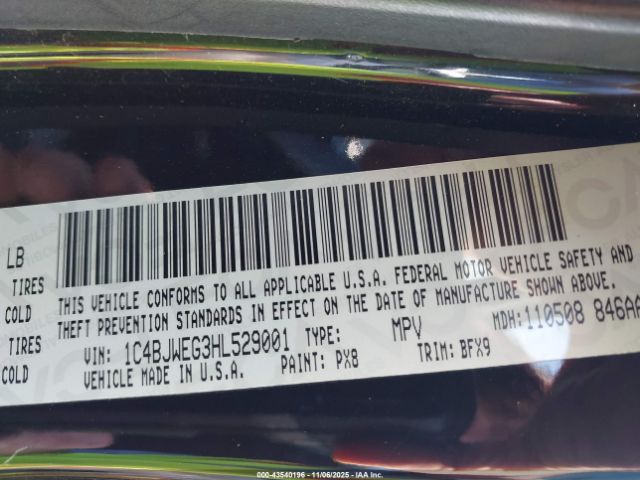 LB
TIRES
COLD
TIRES
COLD
THIS VEHICLE CONFORMS TO ALL APPLICABLE U.S.A. FEDERAL MOTOR VEHICLE SAFETY AND
THEFT PREVENTION STANDARDS IN EFFECT ON THE DATE OF MANUFACTURE SHOWN ABOVE.
VIN: 1C4BJWEG3HL529001 TYPE: MPV MDH: 110508
VEHICLE MADE IN U.S.A. PAINT: PX8 TRIM: BFX9
000-43540196 - 11/06/2025 - IAA Inc.